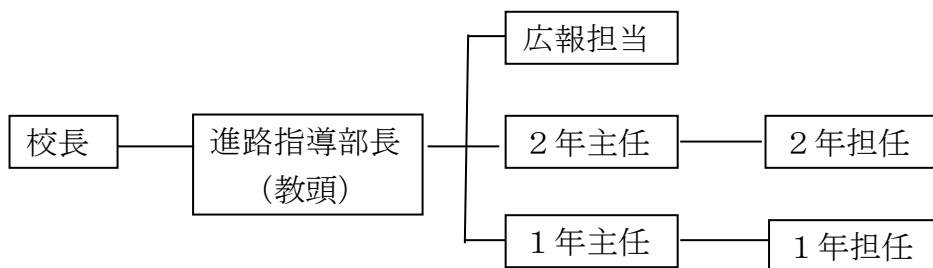 広報担当
校長
進路指導部長
（教頭）
２年主任
２年担任
１年主任
１年担任